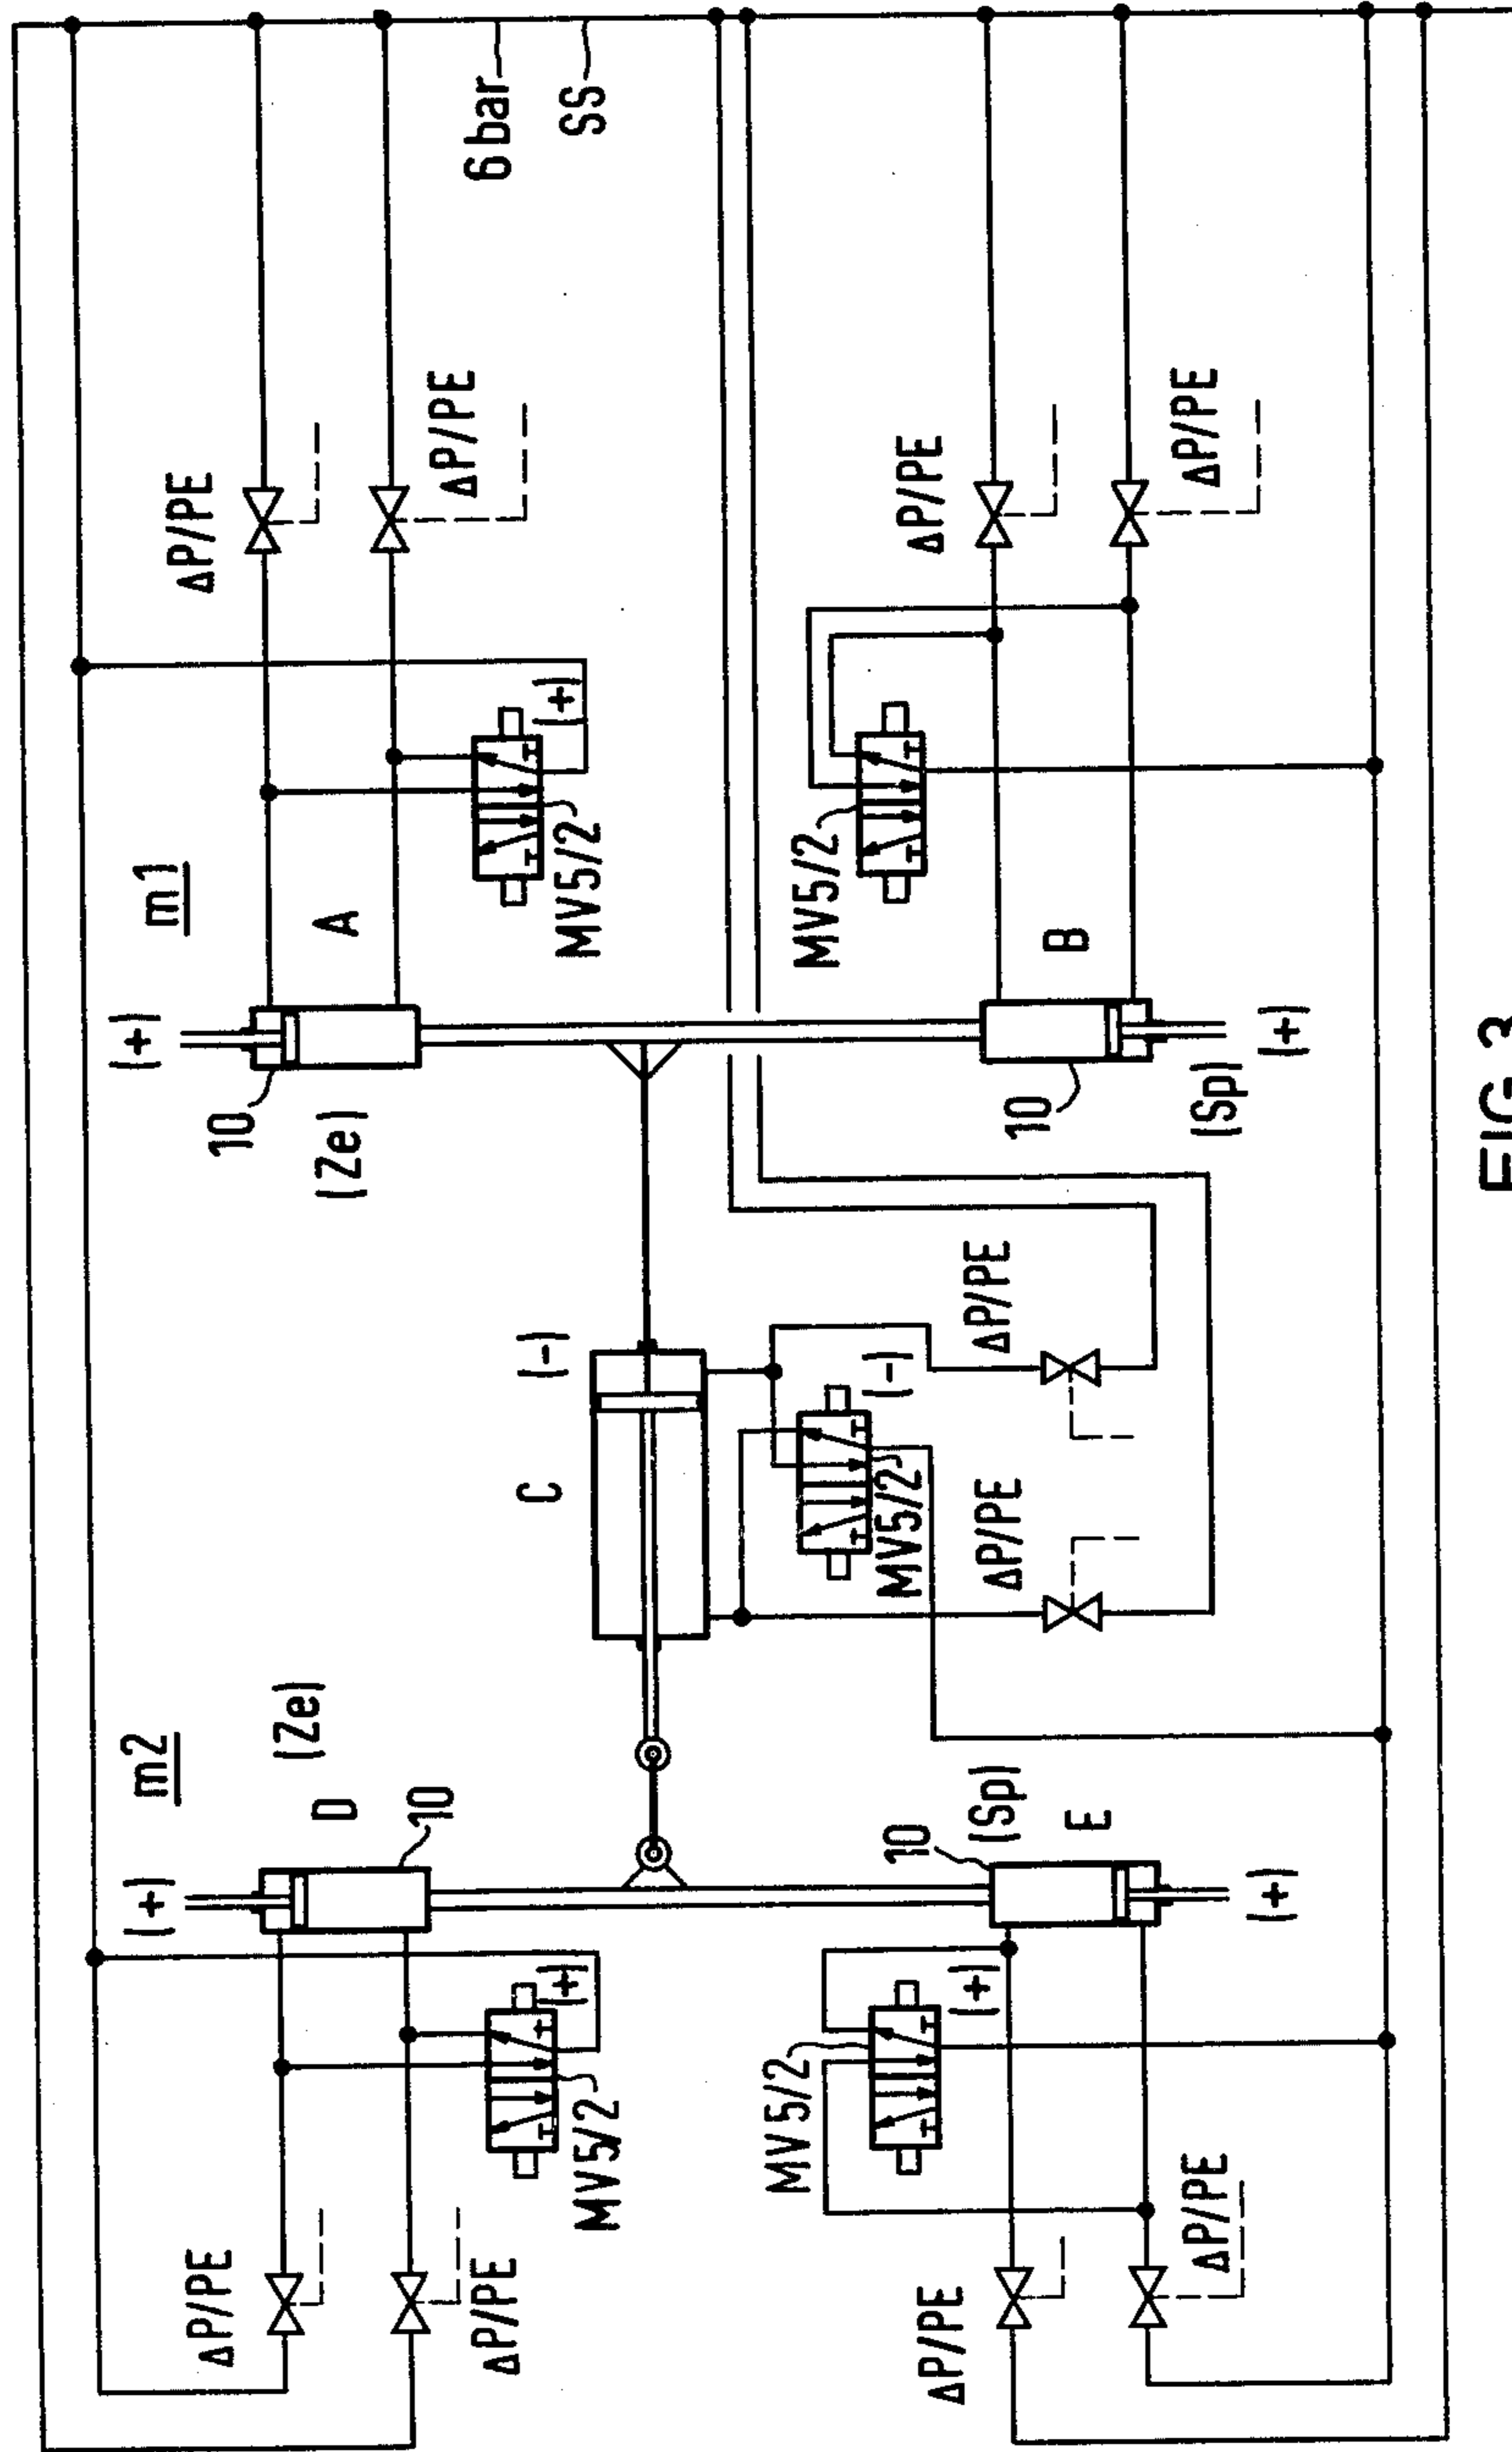 m2
(+)
D
(Ze)
10
ΔP/PE
ΔP/PE
MV5/2
(+)
10
(Sp)
E
(+)
MV 5/2
(+)
ΔP/PE
ΔP/PE
C
(-)
MV5/2
(-)
ΔP/PE
ΔP/PE
m1
(+)
10
(Ze)
A
ΔP/PE
ΔP/PE
MV5/2
(+)
6 bar
SS
MV5/2
B
10
(Sp)
(+)
ΔP/PE
ΔP/PE
FIG. 3